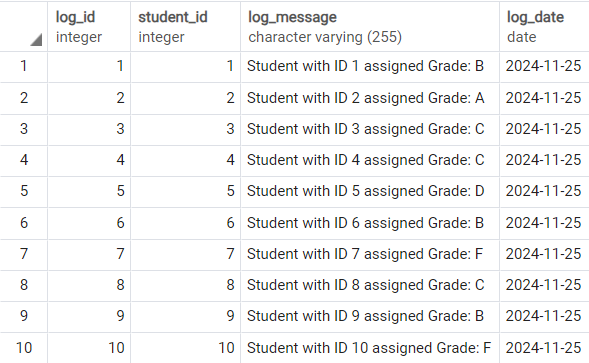 log_id student_id log_message log_date
integer integer character varying (255) date
1 1 1 Student with ID 1 assigned Grade: B 2024-11-25
2 2 2 Student with ID 2 assigned Grade: A 2024-11-25
3 3 3 Student with ID 3 assigned Grade: C 2024-11-25
4 4 4 Student with ID 4 assigned Grade: C 2024-11-25
5 5 5 Student with ID 5 assigned Grade: D 2024-11-25
6 6 6 Student with ID 6 assigned Grade: B 2024-11-25
7 7 7 Student with ID 7 assigned Grade: F 2024-11-25
8 8 8 Student with ID 8 assigned Grade: C 2024-11-25
9 9 9 Student with ID 9 assigned Grade: B 2024-11-25
10 10 10 Student with ID 10 assigned Grade: F 2024-11-25